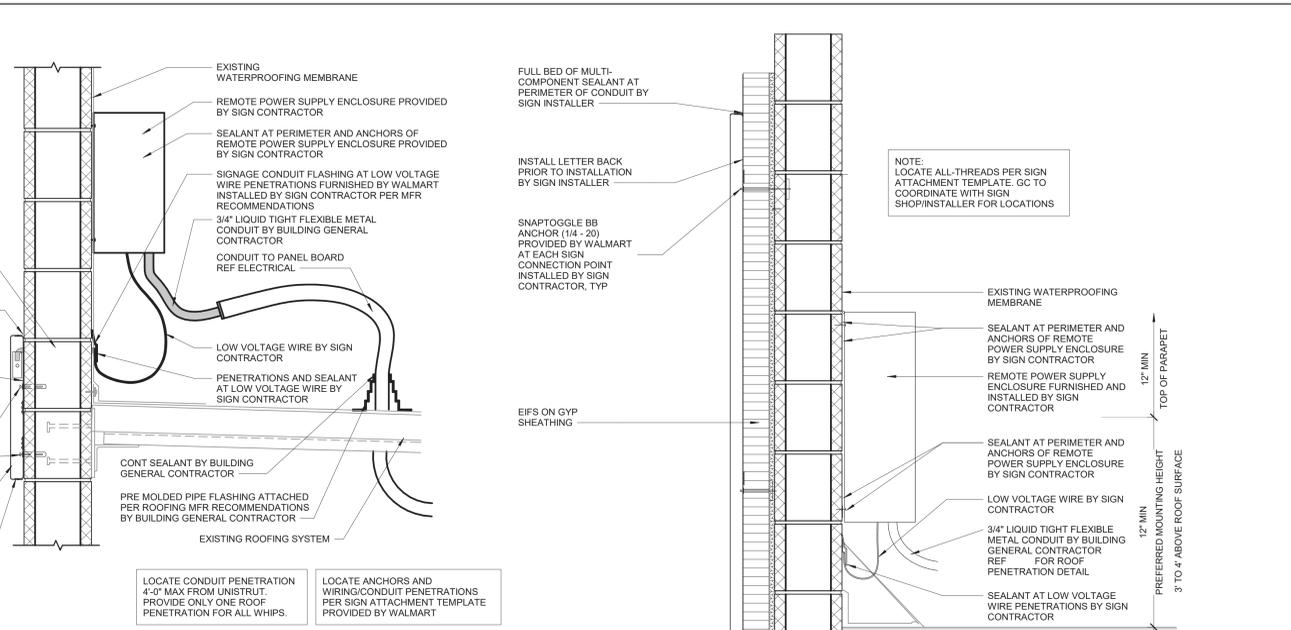 EXISTING
WATERPROOFING MEMBRANE
REMOTE POWER SUPPLY ENCLOSURE PROVIDED
BY SIGN CONTRACTOR
SEALANT AT PERIMETER AND ANCHORS OF
REMOTE POWER SUPPLY ENCLOSURE PROVIDED
BY SIGN CONTRACTOR
SIGNAGE CONDUIT FLASHING AT LOW VOLTAGE
WIRE PENETRATIONS FURNISHED BY WALMART
INSTALLED BY SIGN CONTRACTOR PER MFR
RECOMMENDATIONS
3/4" LIQUID TIGHT FLEXIBLE METAL
CONDUIT BY BUILDING GENERAL
CONTRACTOR
CONDUIT TO PANEL BOARD
REF ELECTRICAL
LOW VOLTAGE WIRE BY SIGN
CONTRACTOR
PENETRATIONS AND SEALANT
AT LOW VOLTAGE WIRE BY
SIGN CONTRACTOR
CONT SEALANT BY BUILDING
GENERAL CONTRACTOR
PRE MOLDED PIPE FLASHING ATTACHED
PER ROOFING MFR RECOMMENDATIONS
BY BUILDING GENERAL CONTRACTOR
EXISTING ROOFING SYSTEM
LOCATE CONDUIT PENETRATION
4'-0" MAX FROM UNISTRUT.
PROVIDE ONLY ONE ROOF
PENETRATION FOR ALL WHIPS.
LOCATE ANCHORS AND
WIRING/CONDUIT PENETRATIONS
PER SIGN ATTACHMENT TEMPLATE
PROVIDED BY WALMART
FULL BED OF MULTI-
COMPONENT SEALANT AT
PERIMETER OF CONDUIT BY
SIGN INSTALLER
INSTALL LETTER BACK
PRIOR TO INSTALLATION
BY SIGN INSTALLER
SNAPTOGGLE BB
ANCHOR (1/4 - 20)
PROVIDED BY WALMART
AT EACH SIGN
CONNECTION POINT
INSTALLED BY SIGN
CONTRACTOR, TYP
EIFS ON GYP
SHEATHING
NOTE:
LOCATE ALL-THREADS PER SIGN
ATTACHMENT TEMPLATE. GC TO
COORDINATE WITH SIGN
SHOP/INSTALLER FOR LOCATIONS
EXISTING WATERPROOFING
MEMBRANE
SEALANT AT PERIMETER AND
ANCHORS OF REMOTE
POWER SUPPLY ENCLOSURE
BY SIGN CONTRACTOR
REMOTE POWER SUPPLY
ENCLOSURE FURNISHED AND
INSTALLED BY SIGN
CONTRACTOR
SEALANT AT PERIMETER AND
ANCHORS OF REMOTE
POWER SUPPLY ENCLOSURE
BY SIGN CONTRACTOR
LOW VOLTAGE WIRE BY SIGN
CONTRACTOR
3/4" LIQUID TIGHT FLEXIBLE
METAL CONDUIT BY BUILDING
GENERAL CONTRACTOR
REF FOR ROOF
PENETRATION DETAIL
SEALANT AT LOW VOLTAGE
WIRE PENETRATIONS BY SIGN
CONTRACTOR
12" MIN
TOP OF PARAPET
12" MIN
PREFERRED MOUNTING HEIGHT
3' TO 4' ABOVE ROOF SURFACE